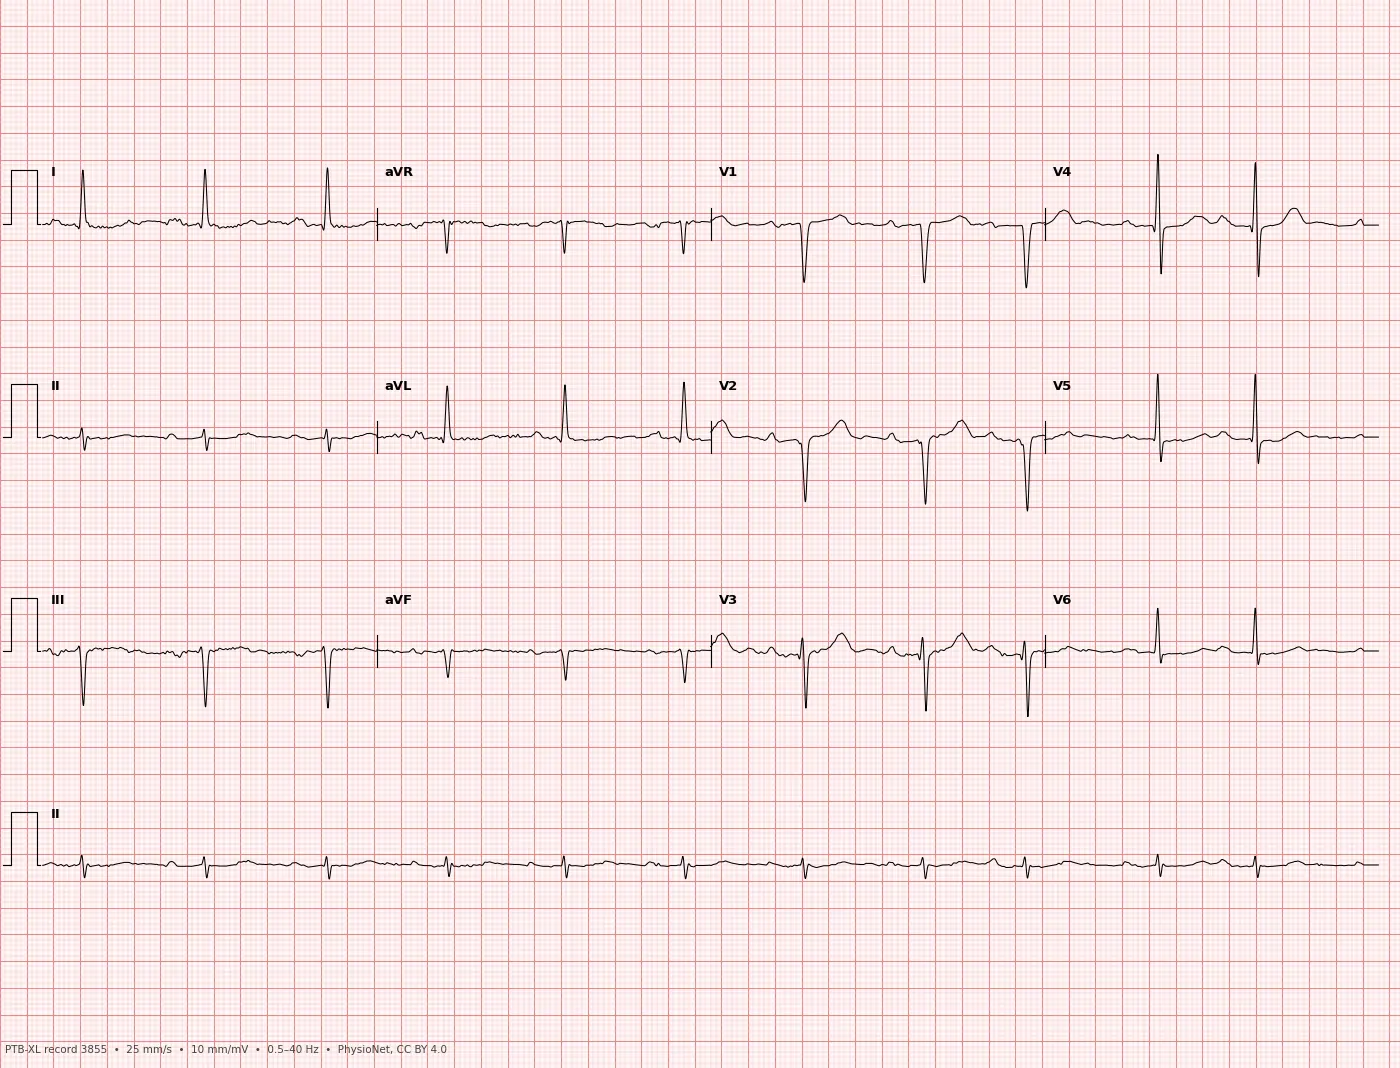 I
aVR
V1
V4
II
aVL
V2
V5
III
aVF
V3
V6
II
PTB-XL record 3855 • 25 mm/s • 10 mm/mV • 0.5–40 Hz • PhysioNet, CC BY 4.0